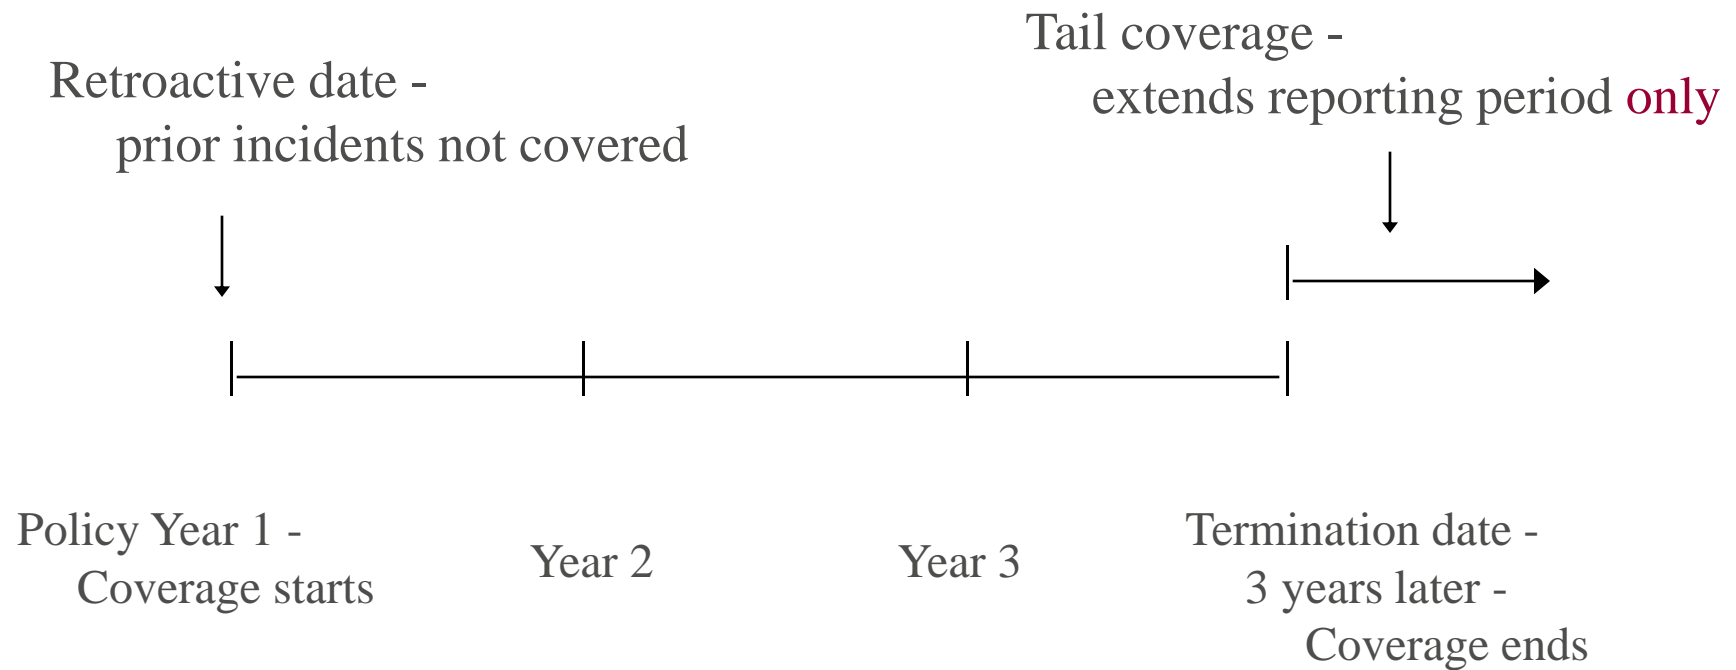 Retroactive date -
prior incidents not covered
Tail coverage -
extends reporting period only
Policy Year 1 -
Coverage starts
Year 2
Year 3
Termination date -
3 years later -
Coverage ends